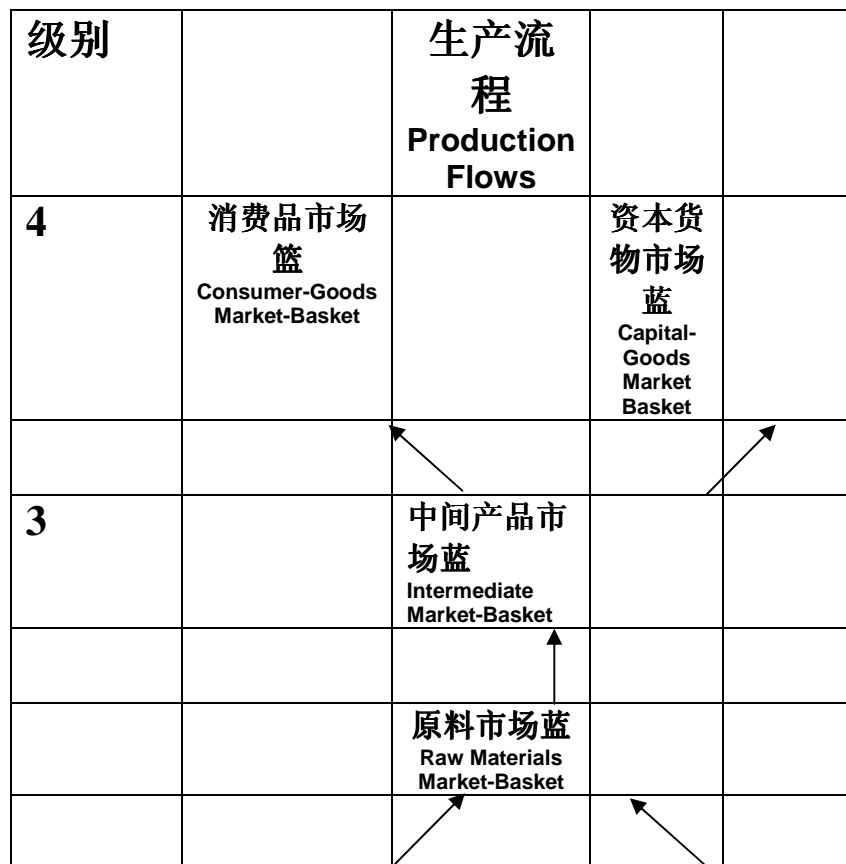 级别
生产流
程
Production
Flows
4
消费品市场
篮
Consumer-Goods
Market-Basket
资本货
物市场
蓝
Capital-
Goods
Market
Basket
3
中间产品市
场蓝
Intermediate
Market-Basket
原料市场蓝
Raw Materials
Market-Basket